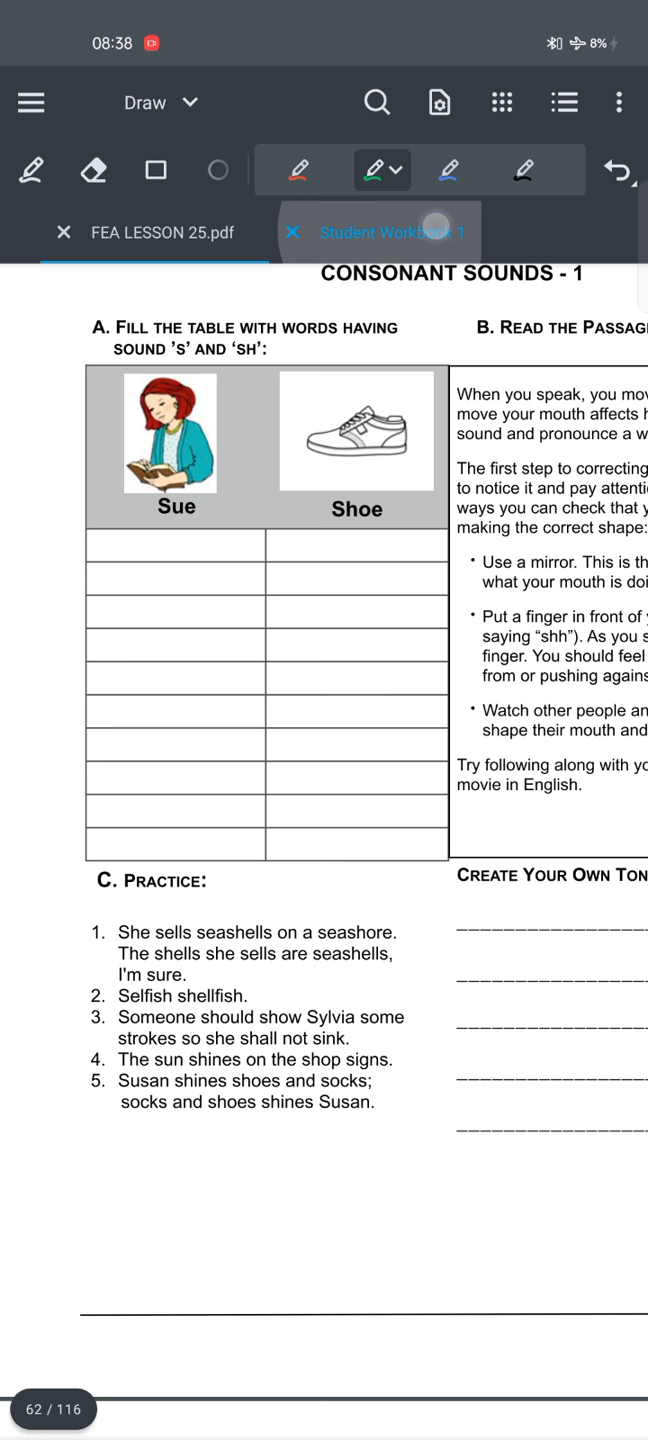 08:38
8%
Draw
FEA LESSON 25.pdf
Student Workbook 1
CONSONANT SOUNDS - 1
A. FILL THE TABLE WITH WORDS HAVING
SOUND ’S’ AND ‘SH’:
Sue
Shoe
B. READ THE PASSAG
When you speak, you mov
move your mouth affects h
sound and pronounce a w
The first step to correcting
to notice it and pay attenti
ways you can check that y
making the correct shape:
• Use a mirror. This is th
what your mouth is doi
• Put a finger in front of
saying “shh”). As you s
finger. You should feel
from or pushing agains
• Watch other people an
shape their mouth and
Try following along with yo
movie in English.
C. PRACTICE:
1. She sells seashells on a seashore.
The shells she sells are seashells,
I'm sure.
2. Selfish shellfish.
3. Someone should show Sylvia some
strokes so she shall not sink.
4. The sun shines on the shop signs.
5. Susan shines shoes and socks;
socks and shoes shines Susan.
CREATE YOUR OWN TON
62 / 116